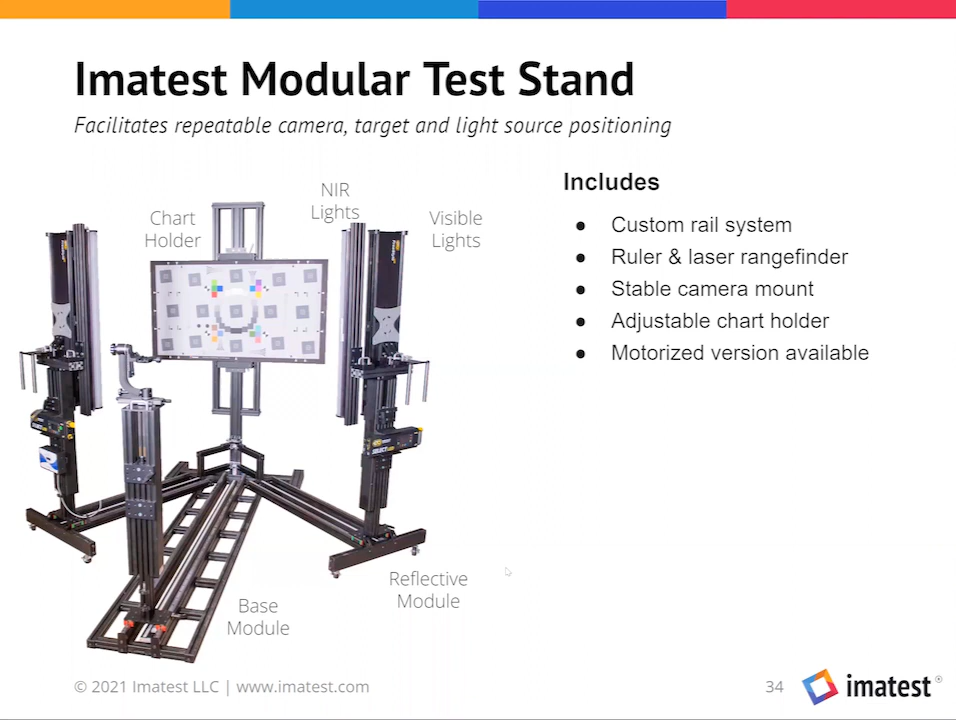 Imatest Modular Test Stand
Facilitates repeatable camera, target and light source positioning
Chart
Holder
NIR
Lights
Visible
Lights
Includes
● Custom rail system
● Ruler & laser rangefinder
● Stable camera mount
● Adjustable chart holder
● Motorized version available
Reflective
Module
Base
Module
© 2021 Imatest LLC | www.imatest.com
34
imatest®